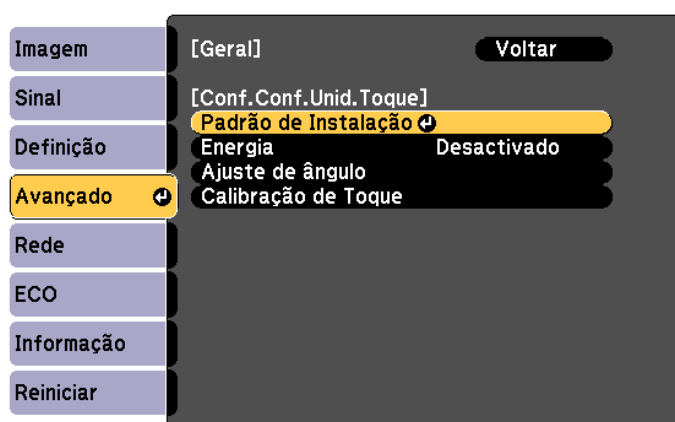 Imagem
Sinal
Definição
Avançado
Rede
ECO
Informação
Reiniciar
[Geral] Voltar
[Conf.Conf.Unid.Toque]
Padrão de Instalação
Energia Desactivado
Ajuste de ângulo
Calibração de Toque